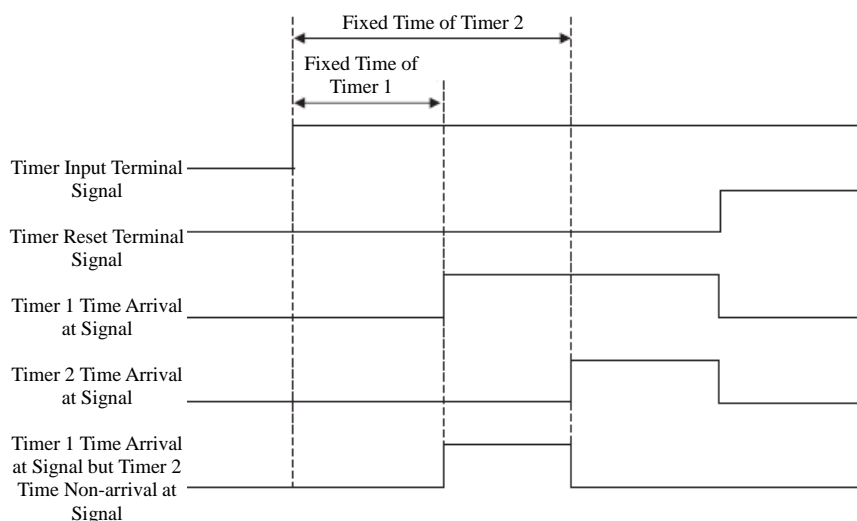 Fixed Time of Timer 2
Fixed Time of
Timer 1
Timer Input Terminal
Signal
Timer Reset Terminal
Signal
Timer 1 Time Arrival
at Signal
Timer 2 Time Arrival
at Signal
Timer 1 Time Arrival
at Signal but Timer 2
Time Non-arrival at
Signal